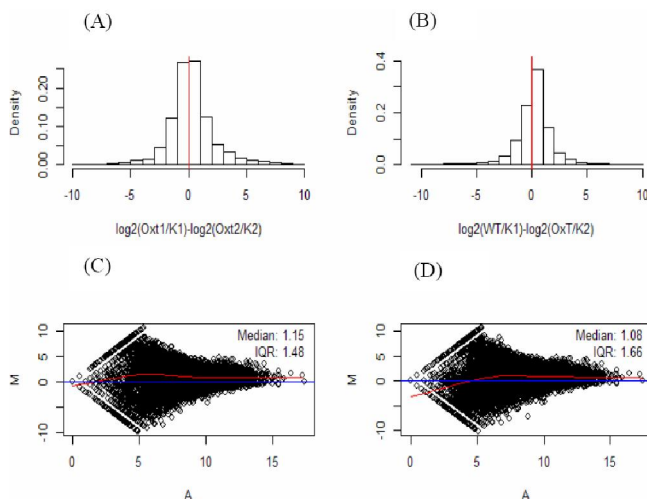 (A)
(B)
Density
0.00 0.10 0.20
-10 -5 0 5 10
log2(Oxt1/K1)-log2(Oxt2/K2)
Density
0.0 0.2 0.4
-10 -5 0 5 10
log2(WT/K1)-log2(OxT/K2)
(C)
(D)
Median: 1.15
IQR: 1.48
M
-10 -5 0 5 10
0 5 10 15
A
Median: 1.08
IQR: 1.66
M
-10 -5 0 5 10
0 5 10 15
A